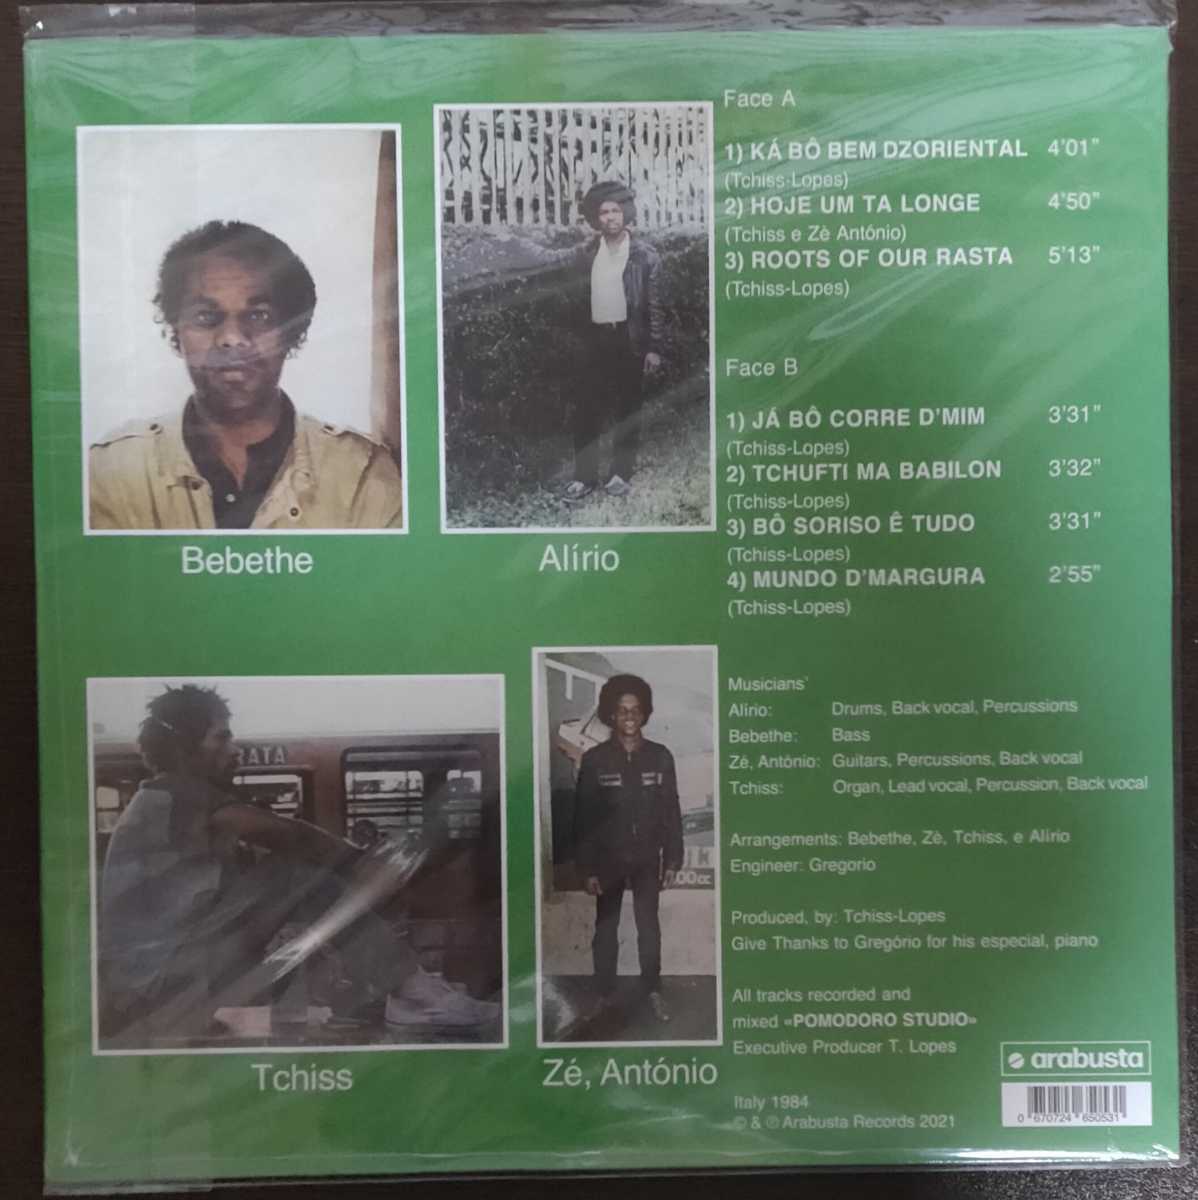 Face A
1) KÁ BÔ BEM DZORIENTAL 4'01"
(Tchiss-Lopes)
2) HOJE UM TA LONGE 4'50"
(Tchiss e Zè António)
3) ROOTS OF OUR RASTA 5'13"
(Tchiss-Lopes)
Face B
1) JÁ BÔ CORRE D'MIM 3'31"
(Tchiss-Lopes)
2) TCHUFTI MA BABILON 3'32"
(Tchiss-Lopes)
3) BÔ SORISO Ê TUDO 3'31"
(Tchiss-Lopes)
4) MUNDO D'MARGURA 2'55"
(Tchiss-Lopes)
Bebethe
Alírio
RATA
Tchiss
00cc
Zé, António
Musicians'
Alírio: Drums, Back vocal, Percussions
Bebethe: Bass
Zé, António: Guitars, Percussions, Back vocal
Tchiss: Organ, Lead vocal, Percussion, Back vocal
Arrangements: Bebethe, Zè, Tchiss, e Alírio
Engineer: Gregorio
Produced, by: Tchiss-Lopes
Give Thanks to Gregório for his especial, piano
All tracks recorded and
mixed «POMODORO STUDIO»
Executive Producer T. Lopes
Italy 1984
© & ℗ Arabusta Records 2021
arabusta
0 670724 650531